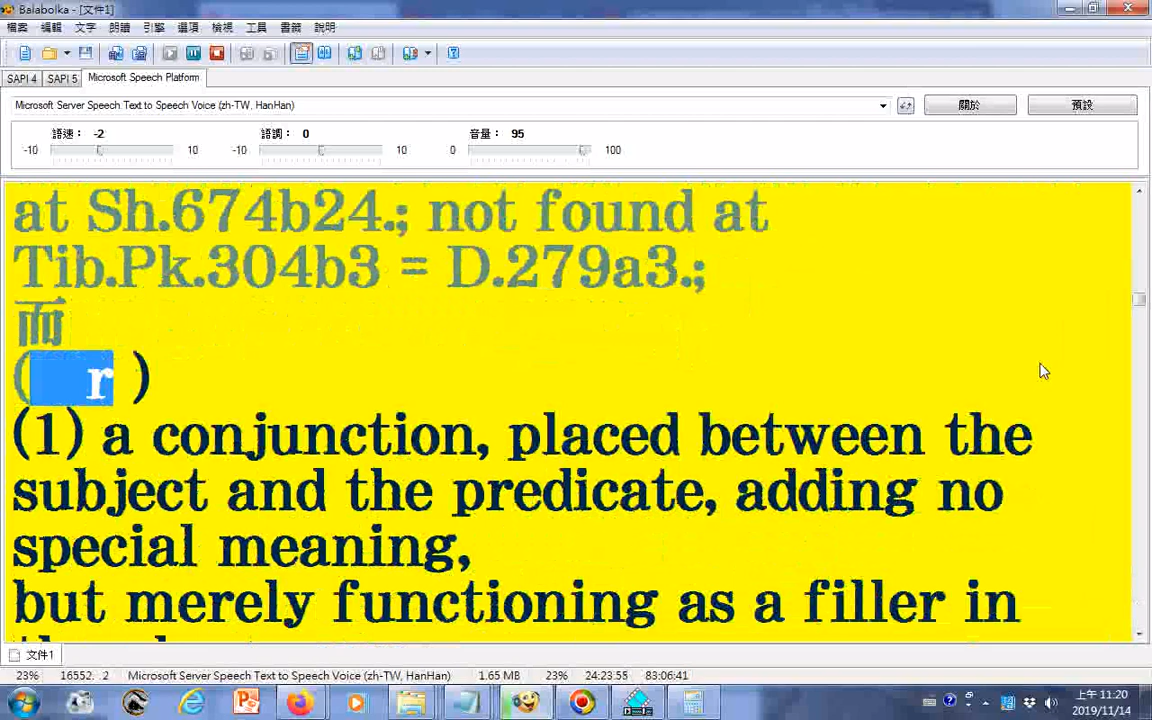 Balabolka - [文件1]
檔案 編輯 文字 朗讀 引擎 選項 檢視 工具 書籤 說明
SAPI 4 SAPI 5 Microsoft Speech Platform
Microsoft Server Speech Text to Speech Voice (zh-TW, HanHan) 關於 預設
語速： -2 語調： 0 音量： 95
-10 10 -10 10 0 100
at Sh.674b24.; not found at
Tib.Pk.304b3 = D.279a3.;
而
( r )
(1) a conjunction, placed between the
subject and the predicate, adding no
special meaning,
but merely functioning as a filler in
文件1
23% 16552. 2 Microsoft Server Speech Text to Speech Voice (zh-TW, HanHan) 1.65 MB 23% 24:23:55 83:06:41
上午 11:20
2019/11/14